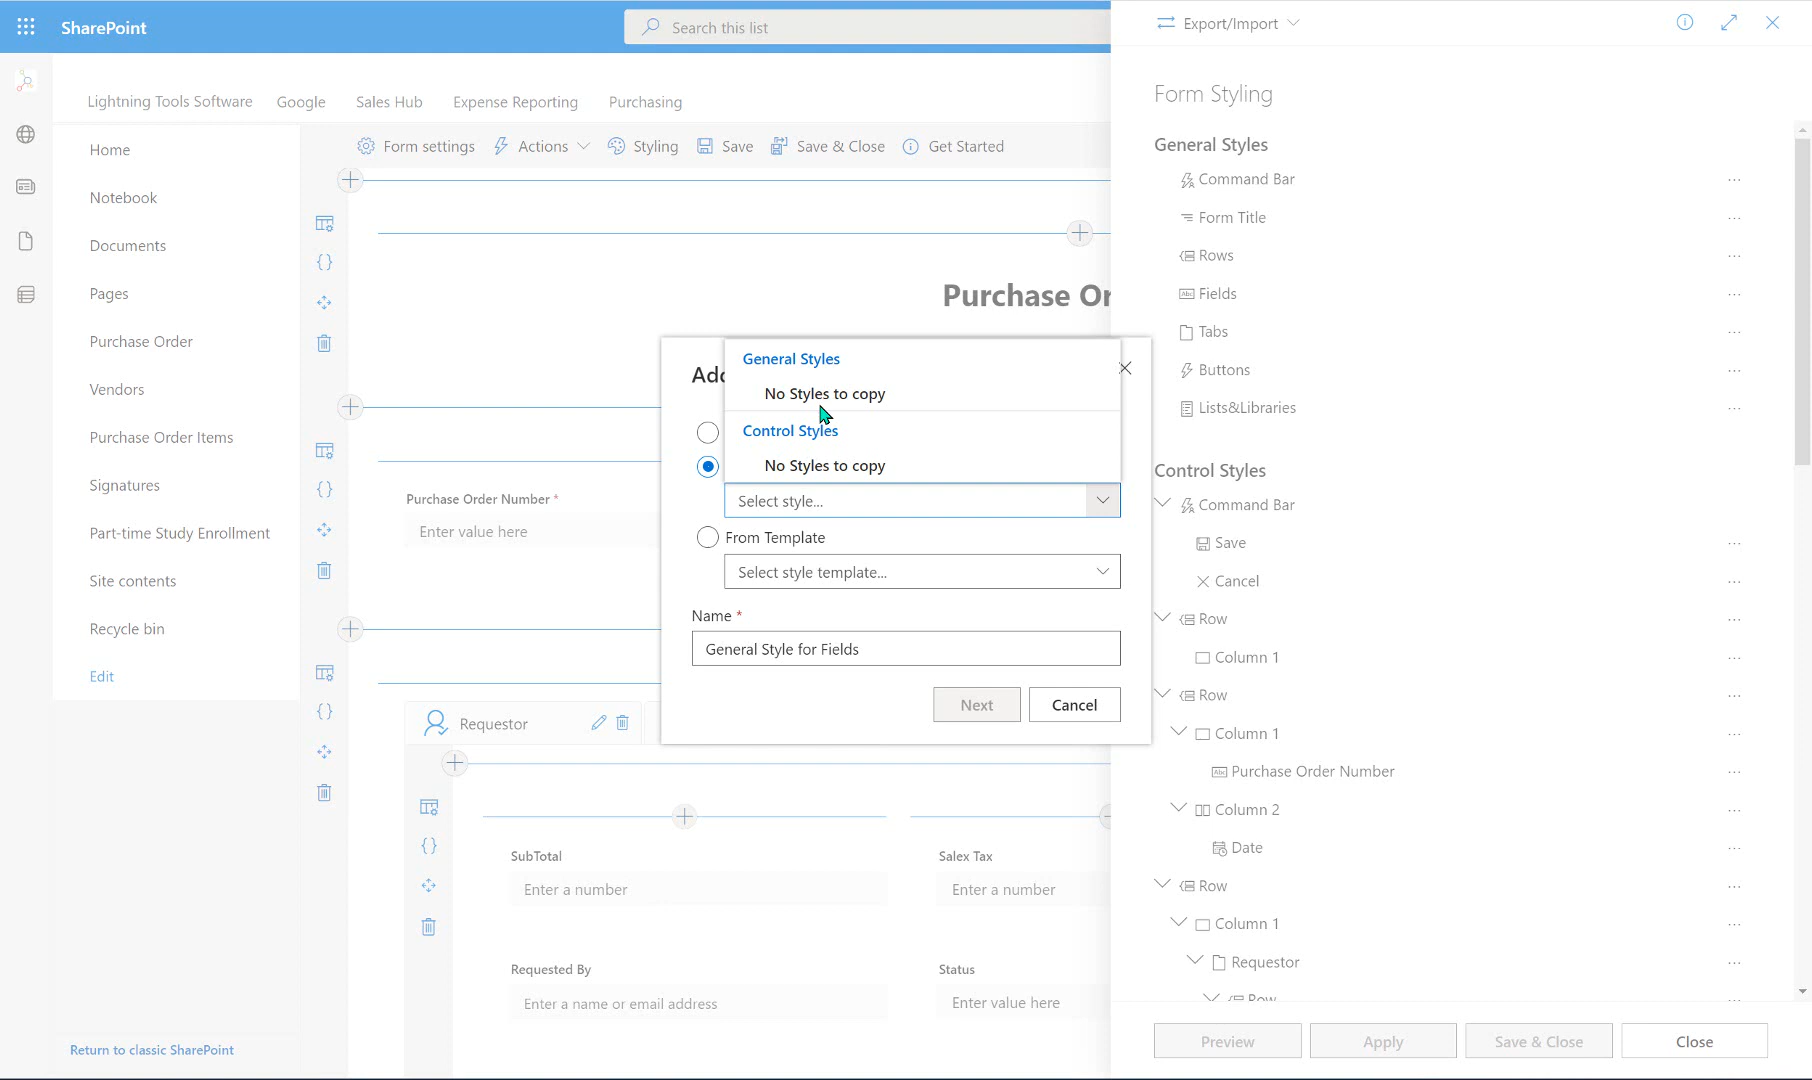 SharePoint
Search this list
Export/Import
Lightning Tools Software
Google
Sales Hub
Expense Reporting
Purchasing
Home
Notebook
Documents
Pages
Purchase Order
Vendors
Purchase Order Items
Signatures
Part-time Study Enrollment
Site contents
Recycle bin
Edit
Return to classic SharePoint
Form settings
Actions
Styling
Save
Save & Close
Get Started
Purchase Or
Purchase Order Number *
Enter value here
Requestor
SubTotal
Enter a number
Salex Tax
Enter a number
Requested By
Enter a name or email address
Status
Enter value here
Add
General Styles
No Styles to copy
Control Styles
No Styles to copy
Select style...
From Template
Select style template...
Name *
General Style for Fields
Next
Cancel
Form Styling
General Styles
Command Bar
Form Title
Rows
Abc Fields
Tabs
Buttons
Lists&Libraries
Control Styles
Command Bar
Save
Cancel
Row
Column 1
Row
Column 1
Abc Purchase Order Number
Column 2
Date
Row
Column 1
Requestor
Row
Preview
Apply
Save & Close
Close